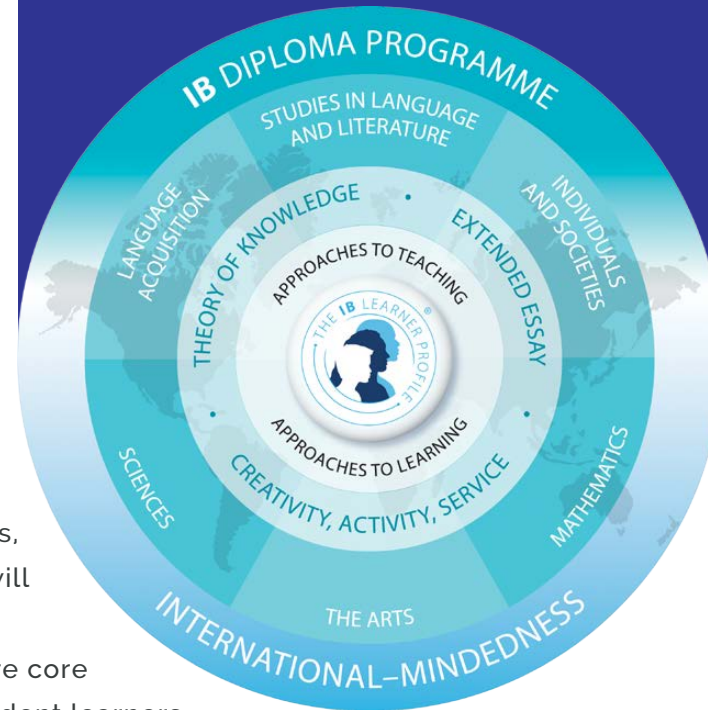 IB DIPLOMA PROGRAMME
STUDIES IN LANGUAGE
AND LITERATURE
LANGUAGE
ACQUISITION
INDIVIDUALS
AND SOCIETIES
THEORY OF KNOWLEDGE
EXTENDED ESSAY
APPROACHES TO TEACHING
THE IB LEARNER PROFILE ®
APPROACHES TO LEARNING
CREATIVITY, ACTIVITY, SERVICE
SCIENCES
MATHEMATICS
THE ARTS
INTERNATIONAL–MINDEDNESS
s,
core